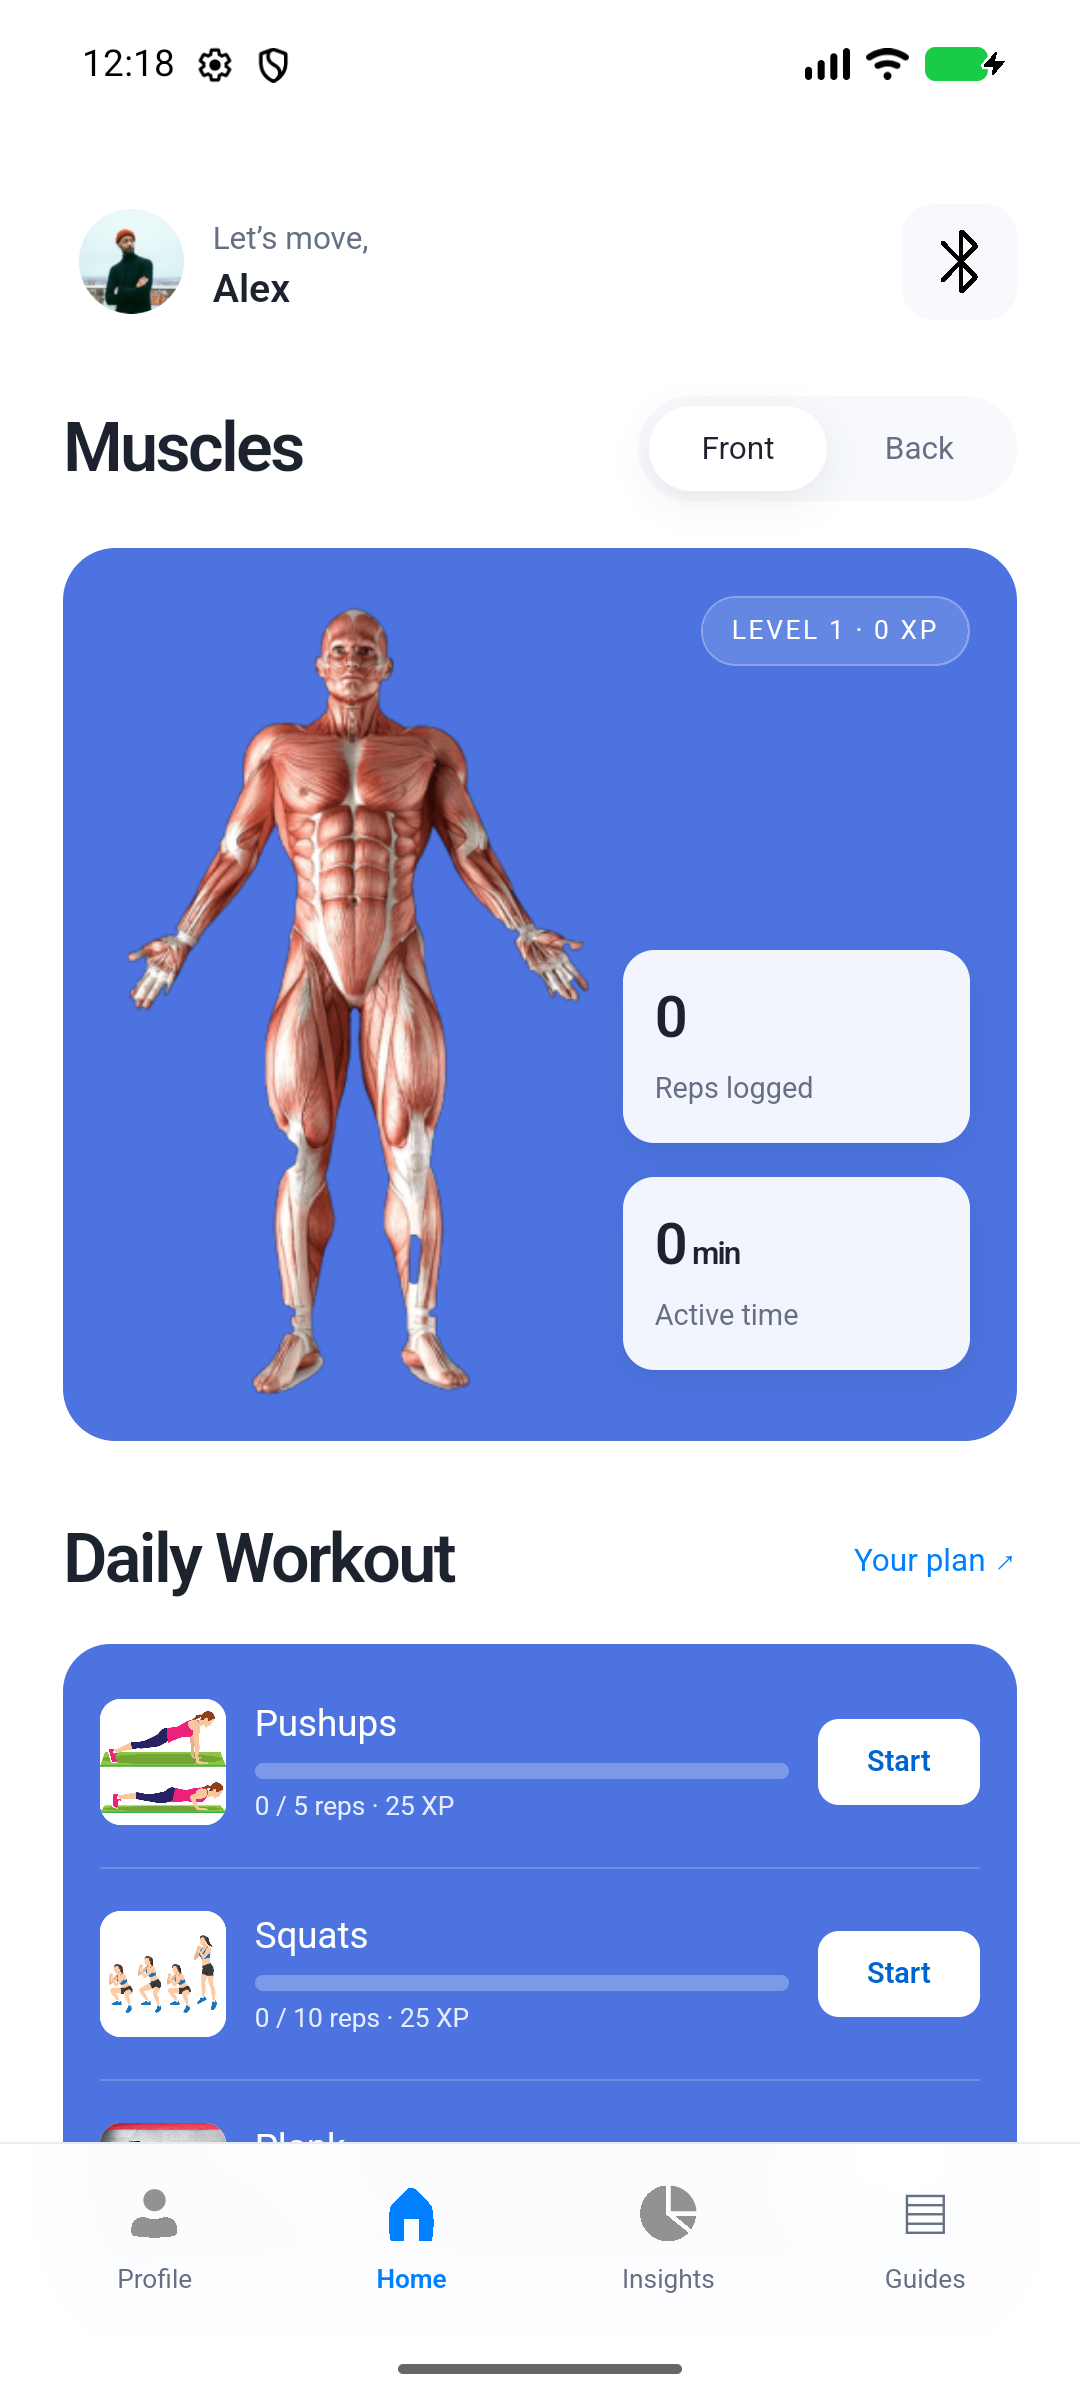 12:18
Let’s move,
Alex
Muscles
Front
Back
LEVEL 1 · 0 XP
0
Reps logged
0 min
Active time
Daily Workout
Your plan ↗
Pushups
0 / 5 reps · 25 XP
Start
Squats
0 / 10 reps · 25 XP
Start
Plank
Profile
Home
Insights
Guides